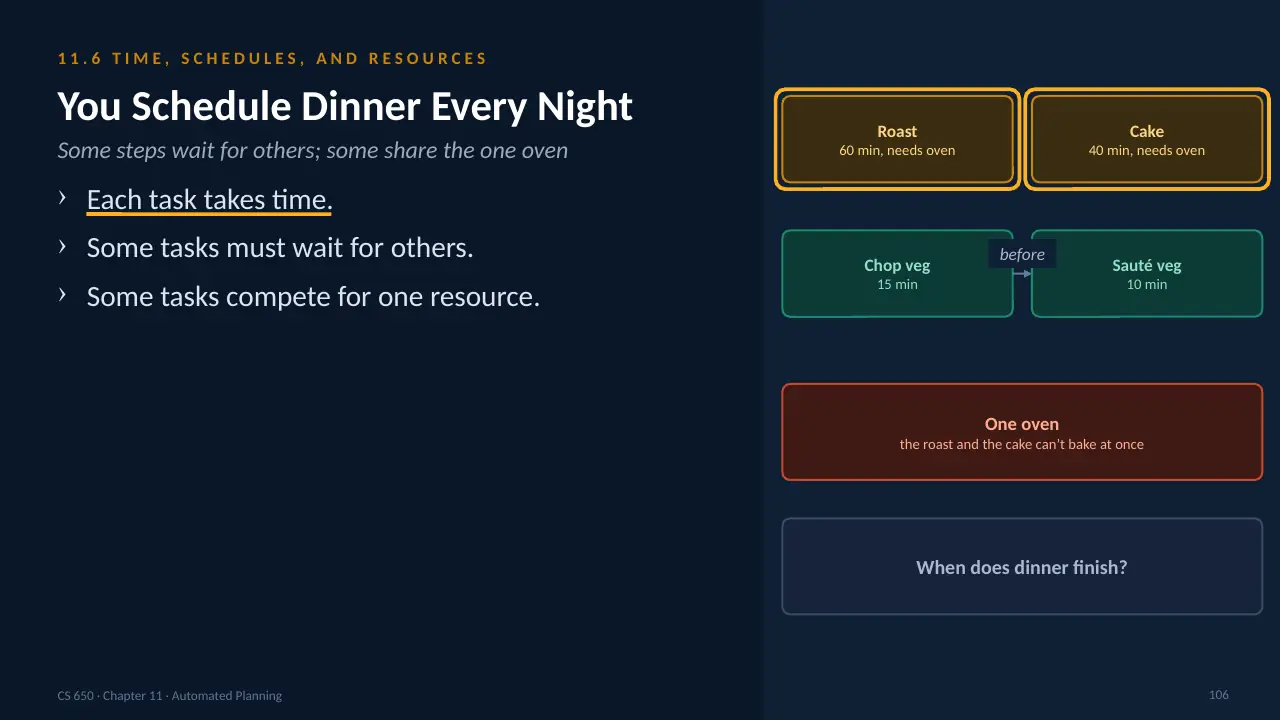 11.6 TIME, SCHEDULES, AND RESOURCES
You Schedule Dinner Every Night
Some steps wait for others; some share the one oven
› Each task takes time.
› Some tasks must wait for others.
› Some tasks compete for one resource.
Roast
60 min, needs oven
Cake
40 min, needs oven
Chop veg
15 min
before
Sauté veg
10 min
One oven
the roast and the cake can't bake at once
When does dinner finish?
CS 650 · Chapter 11 · Automated Planning
106